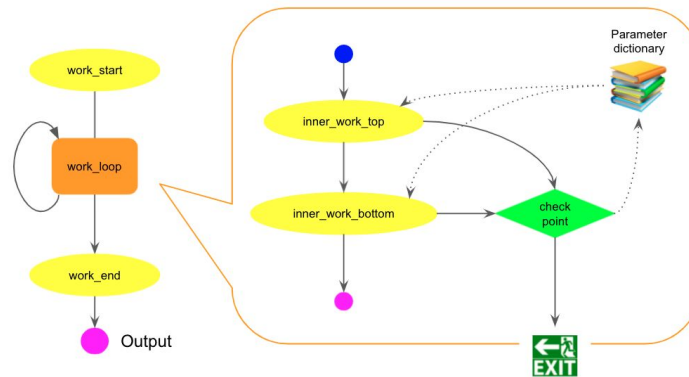 work_start
work_loop
work_end
Output
Parameter
dictionary
inner_work_top
inner_work_bottom
check
point
EXIT